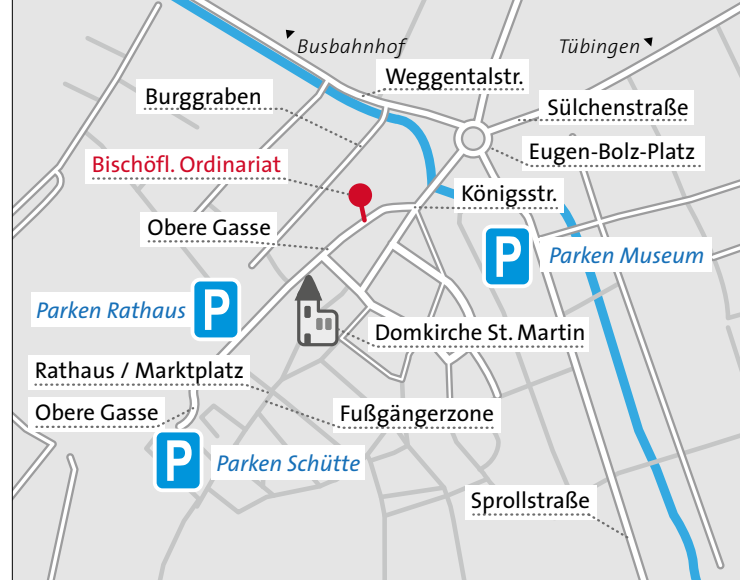 Busbahnhof
Tübingen
Weggentalstr.
Burggraben
Sülchenstraße
Eugen-Bolz-Platz
Bischöfl. Ordinariat
Königsstr.
Obere Gasse
P
Parken Museum
Parken Rathaus
P
Domkirche St. Martin
Rathaus / Marktplatz
Obere Gasse
Fußgängerzone
P
Parken Schütte
Sprollstraße